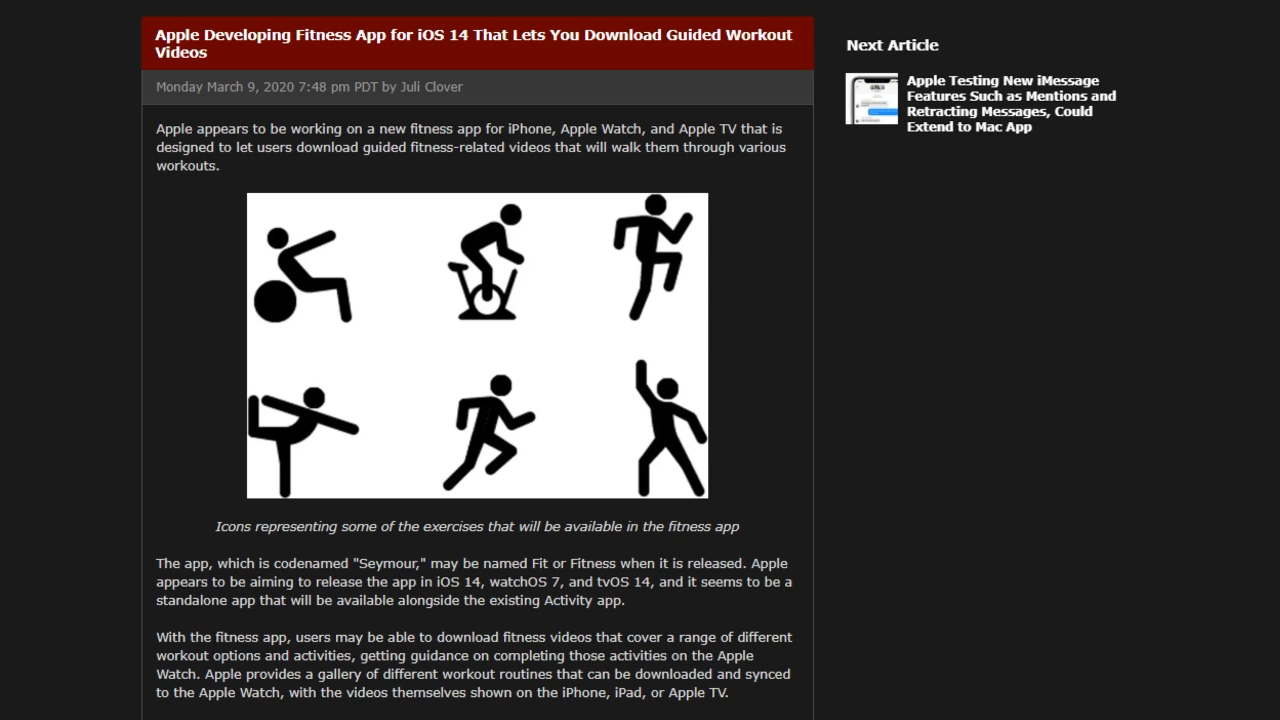 Apple Developing Fitness App for iOS 14 That Lets You Download Guided Workout
Videos
Monday March 9, 2020 7:48 pm PDT by Juli Clover
Apple appears to be working on a new fitness app for iPhone, Apple Watch, and Apple TV that is
designed to let users download guided fitness-related videos that will walk them through various
workouts.
Icons representing some of the exercises that will be available in the fitness app
The app, which is codenamed "Seymour," may be named Fit or Fitness when it is released. Apple
appears to be aiming to release the app in iOS 14, watchOS 7, and tvOS 14, and it seems to be a
standalone app that will be available alongside the existing Activity app.
With the fitness app, users may be able to download fitness videos that cover a range of different
workout options and activities, getting guidance on completing those activities on the Apple
Watch. Apple provides a gallery of different workout routines that can be downloaded and synced
to the Apple Watch, with the videos themselves shown on the iPhone, iPad, or Apple TV.
Next Article
Apple Testing New iMessage
Features Such as Mentions and
Retracting Messages, Could
Extend to Mac App